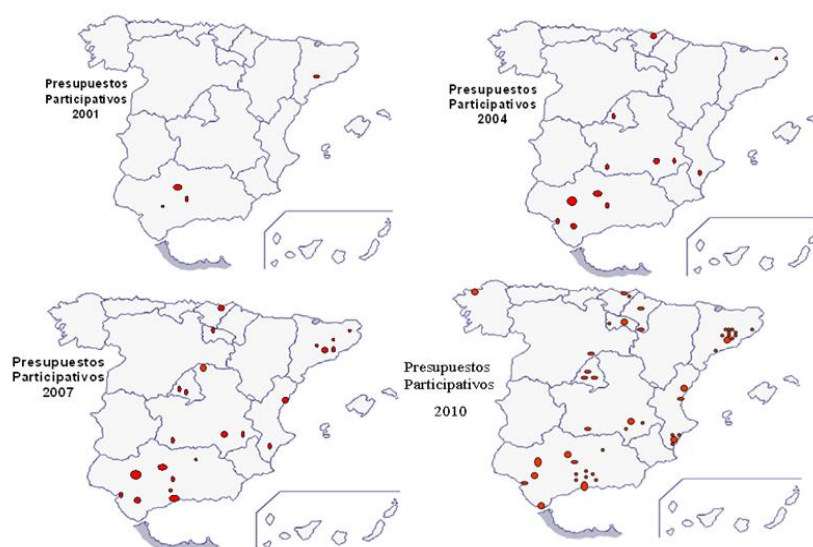 Presupuestos
Participativos
2001
Presupuestos
Participativos
2004
Presupuestos
Participativos
2007
Presupuestos
Participativos
2010